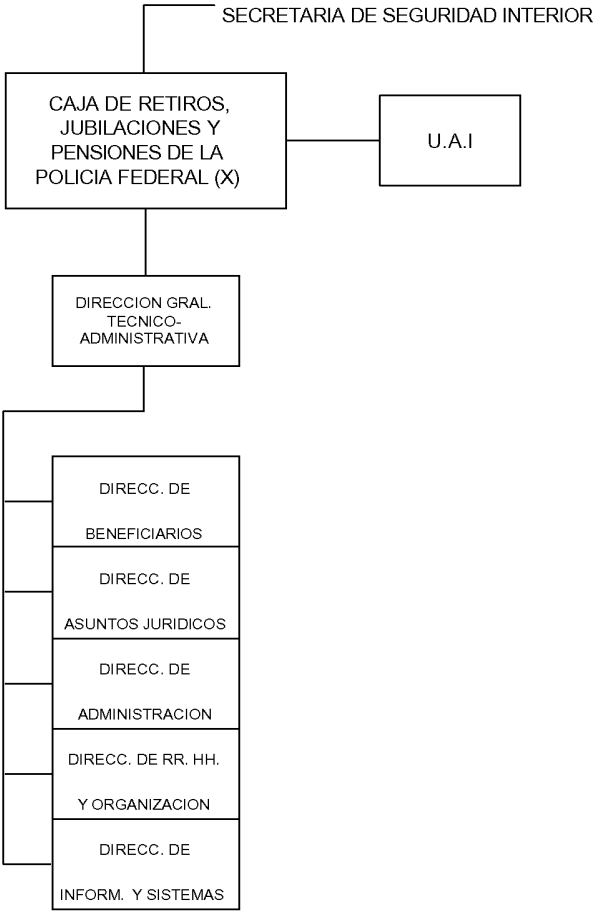 SECRETARIA DE SEGURIDAD INTERIOR
CAJA DE RETIROS,
JUBILACIONES Y
PENSIONES DE LA
POLICIA FEDERAL (X)
U.A.I
DIRECCION GRAL.
TECNICO-
ADMINISTRATIVA
DIRECC. DE
BENEFICIARIOS
DIRECC. DE
ASUNTOS JURIDICOS
DIRECC. DE
ADMINISTRACION
DIRECC. DE RR. HH.
Y ORGANIZACION
DIRECC. DE
INFORM. Y SISTEMAS